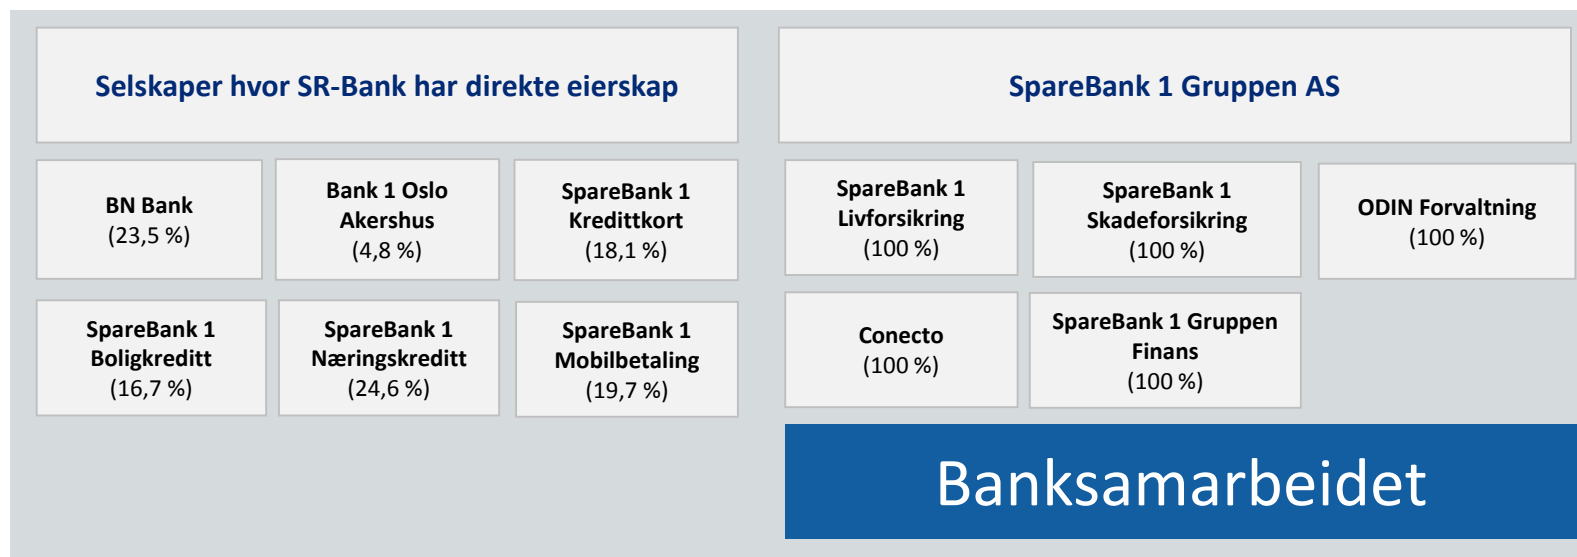 Selskaper hvor SR-Bank har direkte eierskap
BN Bank
(23,5 %)
Bank 1 Oslo
Akershus
(4,8 %)
SpareBank 1
Kredittkort
(18,1 %)
SpareBank 1
Boligkreditt
(16,7 %)
SpareBank 1
Næringskreditt
(24,6 %)
SpareBank 1
Mobilbetaling
(19,7 %)
SpareBank 1 Gruppen AS
SpareBank 1
Livforsikring
(100 %)
SpareBank 1
Skadeforsikring
(100 %)
ODIN Forvaltning
(100 %)
Conecto
(100 %)
SpareBank 1 Gruppen
Finans
(100 %)
Banksamarbeidet